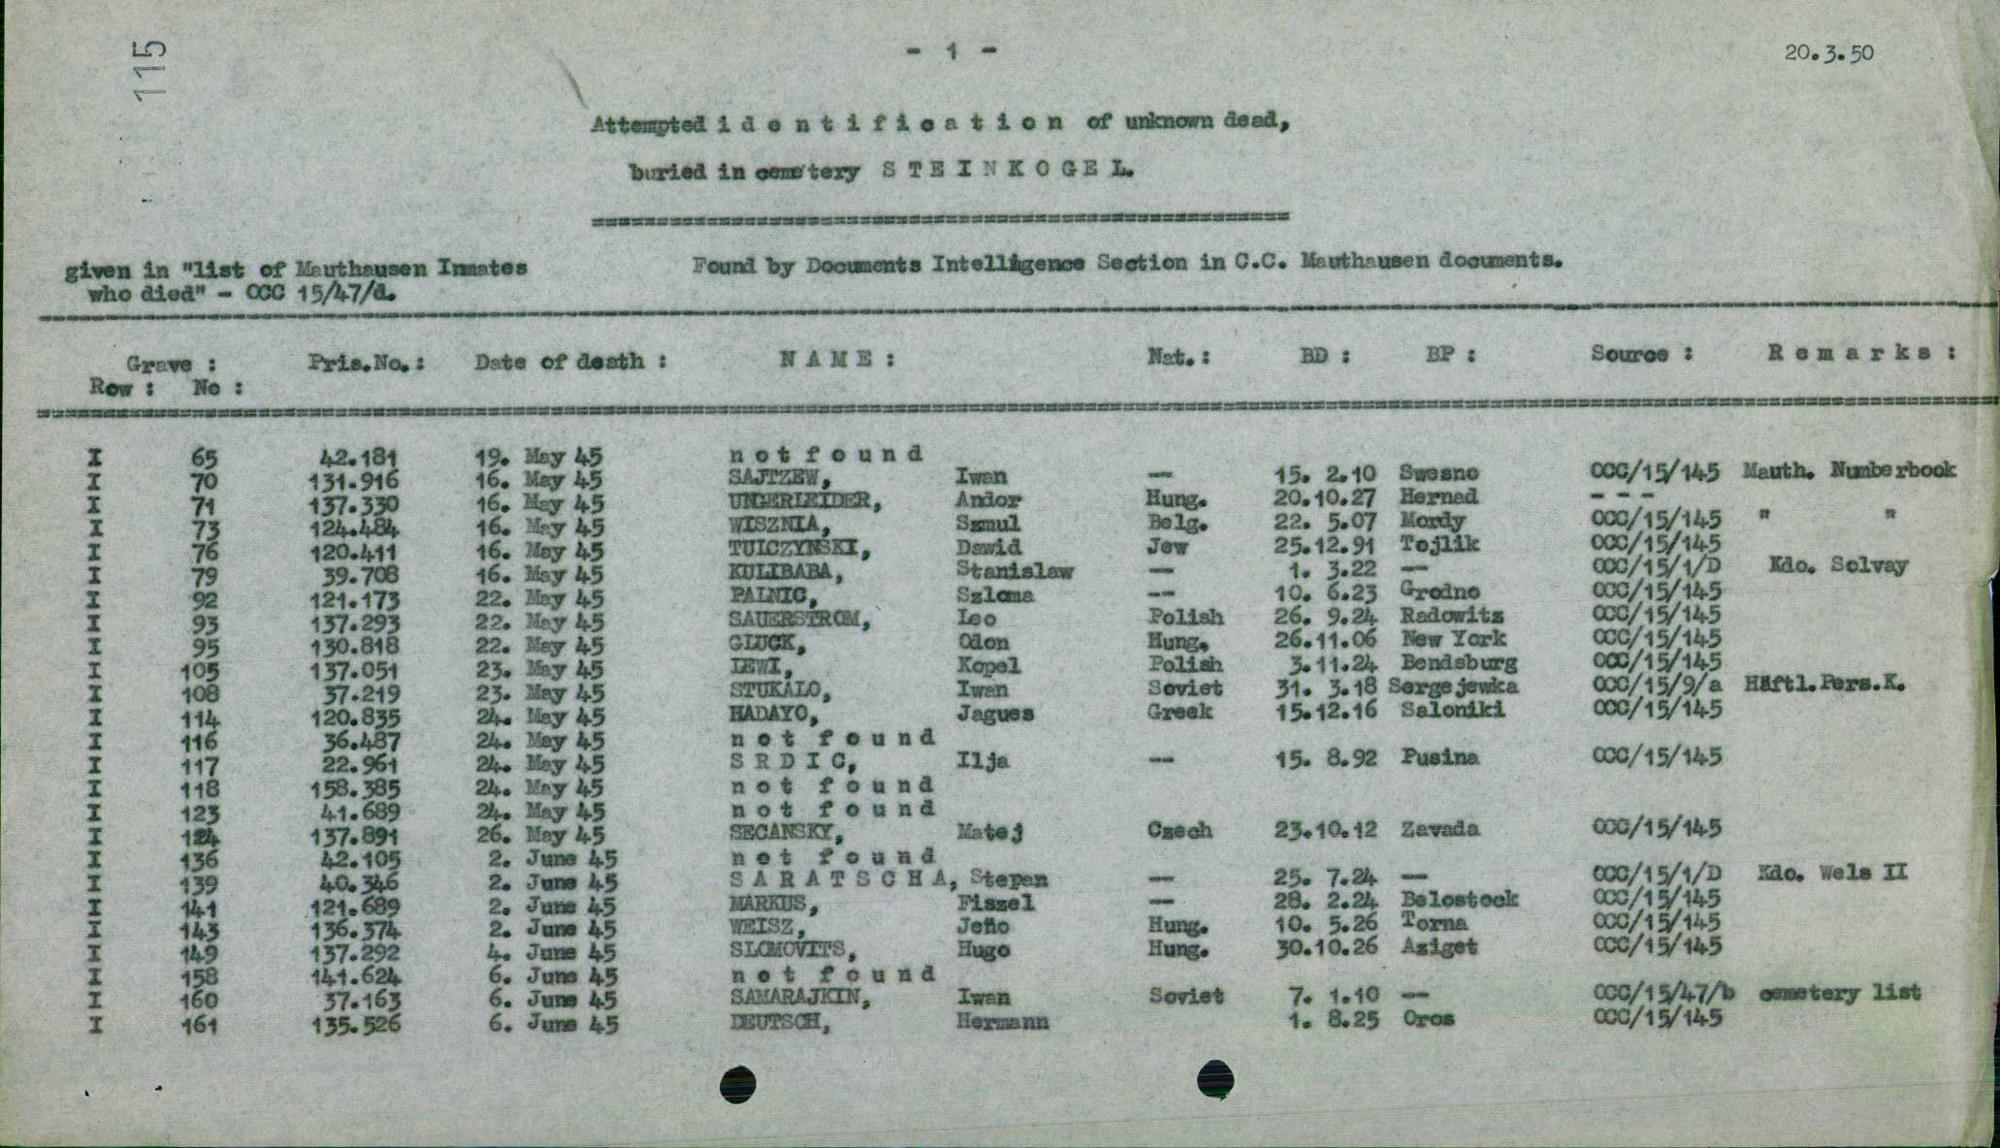 115
- 1 -
20.3.50
Attempted i d e n t i f i c a t i o n of unknown dead,
buried in cemetery S T E I N K O G E L.
given in "list of Mauthausen Inmates
who died" - OCC 15/47/d.
Found by Documents Intelligence Section in C.C. Mauthausen documents.
Grave : Pris.No.: Date of death : N A M E : Nat.: BD : BP : Source : R e m a r k s :
Row : No :
I 65 42.181 19. May 45 n o t f o u n d
I 70 131.916 16. May 45 SAJTZEW, Iwan -- 15. 2.10 Swesno OCC/15/145 Mauth. Numberbook
I 71 137.330 16. May 45 UNGERLEIDER, Andor Hung. 20.10.27 Hernad - - -
I 73 124.484 16. May 45 WISZNIA, Szmul Belg. 22. 5.07 Mordy OCC/15/145 " "
I 76 120.411 16. May 45 TULCZYNSKI, Dawid Jew 25.12.91 Tojlik OCC/15/145
I 79 39.708 16. May 45 KULIBABA, Stanislaw -- 1. 3.22 -- OCC/15/1/D Kdo. Solvay
I 92 121.173 22. May 45 PALNIC, Szloma -- 10. 6.23 Grodno OCC/15/145
I 93 137.293 22. May 45 SAUERSTROM, Leo Polish 26. 9.24 Radowitz OCC/15/145
I 95 130.818 22. May 45 GLUCK, Odon Hung. 26.11.06 New York OCC/15/145
I 105 137.051 23. May 45 LEWI, Kopel Polish 3.11.24 Bendsburg OCC/15/145
I 108 37.219 23. May 45 STUKALO, Iwan Soviet 31. 3.18 Sergejewka OCC/15/9/a Häftl.Pers.K.
I 114 120.835 24. May 45 HADAYO, Jagues Greek 15.12.16 Saloniki OCC/15/145
I 116 36.487 24. May 45 n o t f o u n d
I 117 22.961 24. May 45 S R D I C, Ilja -- 15. 8.92 Pusina OCC/15/145
I 118 158.385 24. May 45 n o t f o u n d
I 123 41.689 24. May 45 n o t f o u n d
I 124 137.891 26. May 45 SECANSKY, Matej Czech 23.10.12 Zavada OCC/15/145
I 136 42.105 2. June 45 n o t f o u n d
I 139 40.346 2. June 45 S A R A T S C H A, Stepan -- 25. 7.24 -- OCC/15/1/D Kdo. Wels II
I 141 121.689 2. June 45 MARKUS, Fiszel -- 28. 2.24 Belostock OCC/15/145
I 143 136.374 2. June 45 WEISZ, Jeño Hung. 10. 5.26 Torna OCC/15/145
I 149 137.292 4. June 45 SLOMOVITS, Hugo Hung. 30.10.26 Aziget OCC/15/145
I 158 141.624 6. June 45 n o t f o u n d
I 160 37.163 6. June 45 SAMARAJKIN, Iwan Soviet 7. 1.10 -- OCC/15/47/b cemetery list
I 161 135.526 6. June 45 DEUTSCH, Hermann 1. 8.25 Oros OCC/15/145